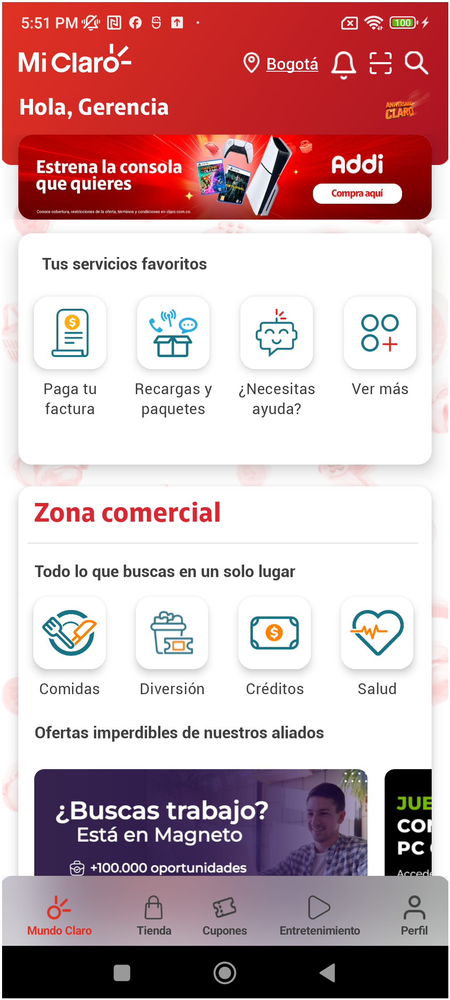 5:51 PM
100
Mi Claro
Bogotá
Hola, Gerencia
ANIVERSARIO
CLARO
Estrena la consola
que quieres
Addi
Compra aquí
Conoce cobertura, restricciones de la oferta, términos y condiciones en claro.com.co.
RATCHET
CLANK
RETURNAL
Tus servicios favoritos
Paga tu
factura
Recargas y
paquetes
¿Necesitas
ayuda?
Ver más
Zona comercial
Todo lo que buscas en un solo lugar
Comidas
Diversión
Créditos
Salud
Ofertas imperdibles de nuestros aliados
¿Buscas trabajo?
Está en Magneto
+100.000 oportunidades
JUE
CON
PC
Accede
Mundo Claro
Tienda
Cupones
Entretenimiento
Perfil